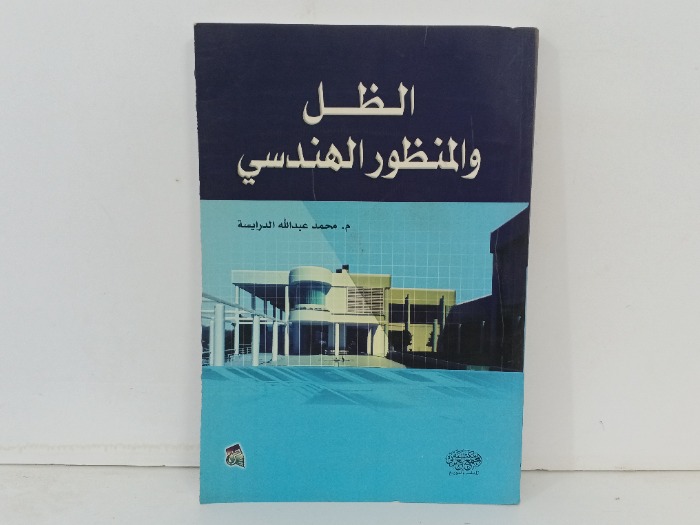 الظل
والمنظور الهندسي
م. محمد عبدالله الدرايسة